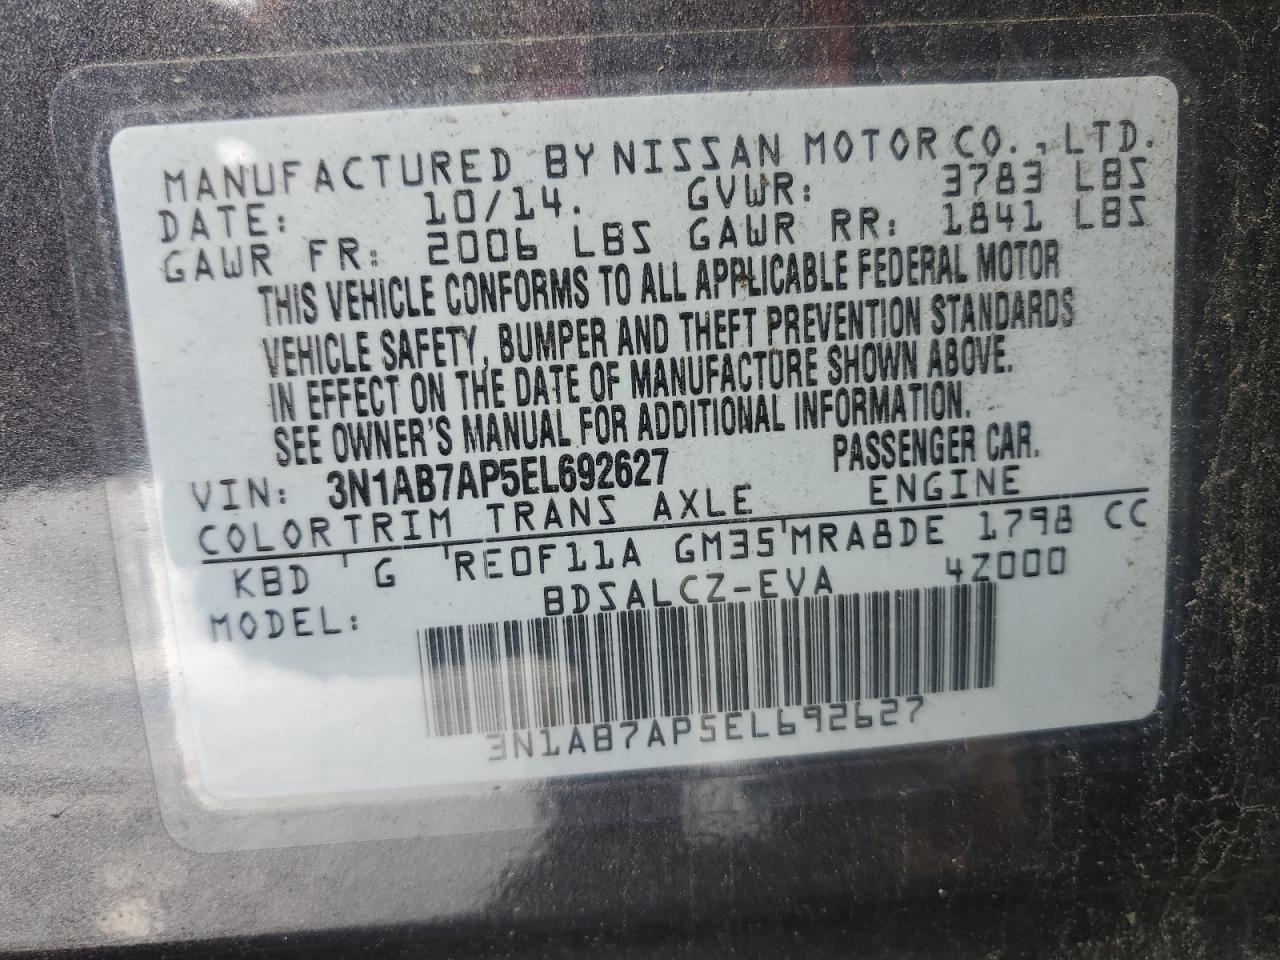 MANUFACTURED BY NISSAN MOTOR CO., LTD.
DATE: 10/14. GVWR: 3783 LBS
GAWR FR: 2006 LBS GAWR RR: 1841 LBS
THIS VEHICLE CONFORMS TO ALL APPLICABLE FEDERAL MOTOR
VEHICLE SAFETY, BUMPER AND THEFT PREVENTION STANDARDS
IN EFFECT ON THE DATE OF MANUFACTURE SHOWN ABOVE.
SEE OWNER'S MANUAL FOR ADDITIONAL INFORMATION.
VIN: 3N1AB7AP5EL692627 PASSENGER CAR.
COLOR TRIM TRANS AXLE ENGINE
KBD ' G 'RE0F11A GM35'MRA8DE 1798 CC
MODEL: BDSALCZ-EVA 4Z000
3N1AB7AP5EL692627